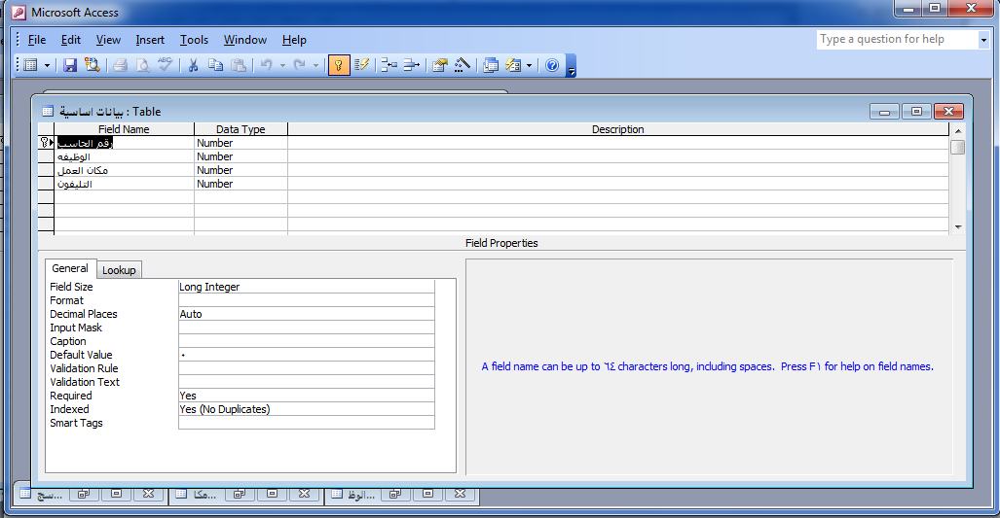 Microsoft Access
File Edit View Insert Tools Window Help
Type a question for help
بيانات اساسية : Table
Field Name Data Type Description
رقم الحاسب Number
الوظيفه Number
مكان العمل Number
التليفون Number
Field Properties
General Lookup
Field Size Long Integer
Format
Decimal Places Auto
Input Mask
Caption
Default Value ٠
Validation Rule
Validation Text
Required Yes
Indexed Yes (No Duplicates)
Smart Tags
A field name can be up to ٦٤ characters long, including spaces. Press F١ for help on field names.
سج... مكا... الوظ...